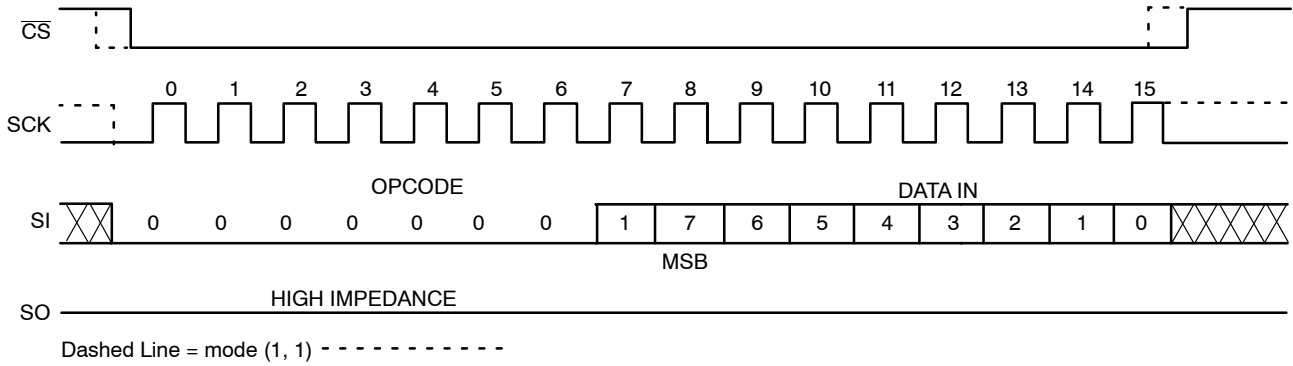 CS
0 1 2 3 4 5 6 7 8 9 10 11 12 13 14 15
SCK
OPCODE DATA IN
SI 0 0 0 0 0 0 0 1 7 6 5 4 3 2 1 0
MSB
HIGH IMPEDANCE
SO
Dashed Line = mode (1, 1)